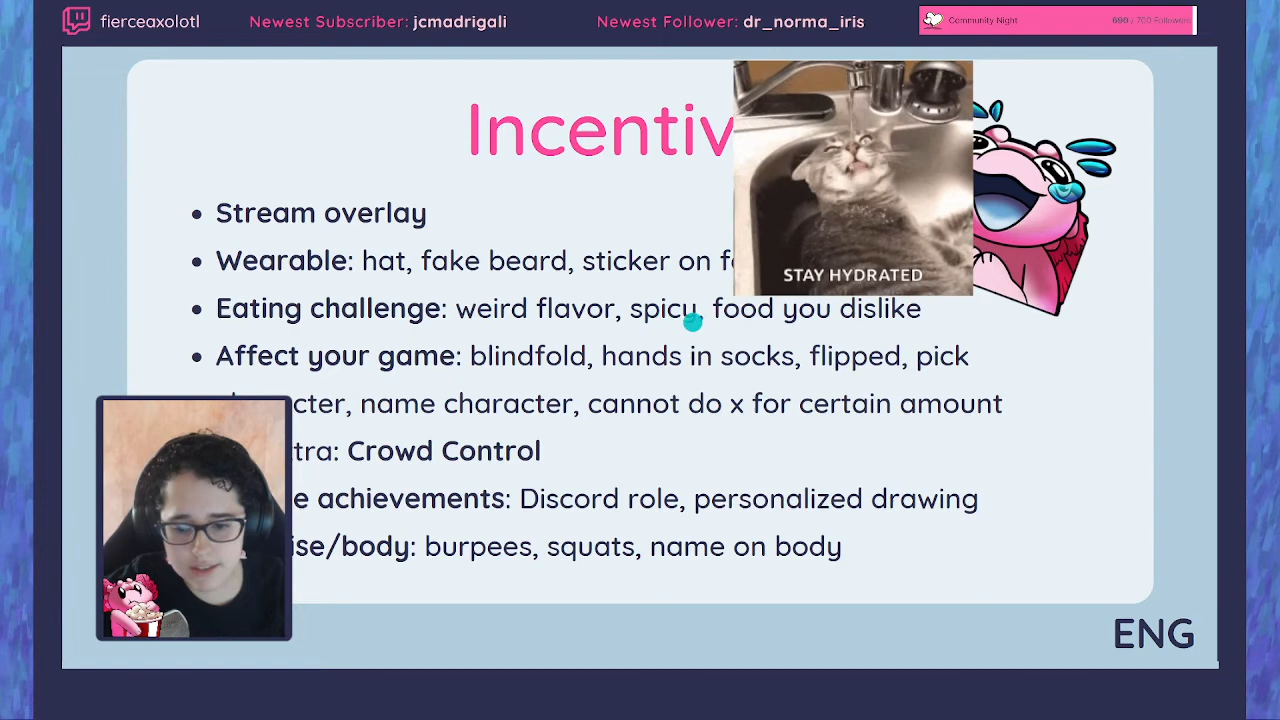 fierceaxolotl
Newest Subscriber: jcmadrigali
Newest Follower: dr_norma_iris
Community Night
690 / 700 Followers
Incentiv
STAY HYDRATED
• Stream overlay
• Wearable: hat, fake beard, sticker on
• Eating challenge: weird flavor, spicy, food you dislike
• Affect your game: blindfold, hands in socks, flipped, pick
cter, name character, cannot do x for certain amount
tra: Crowd Control
e achievements: Discord role, personalized drawing
ise/body: burpees, squats, name on body
ENG